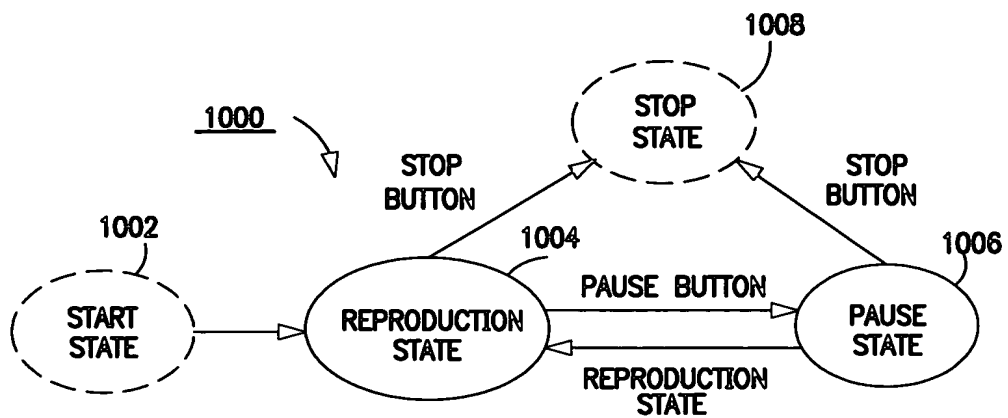 1008
STOP
STATE
1000
STOP
BUTTON
STOP
BUTTON
1002
1004
1006
START
STATE
REPRODUCTION
STATE
PAUSE BUTTON
PAUSE
STATE
REPRODUCTION
STATE